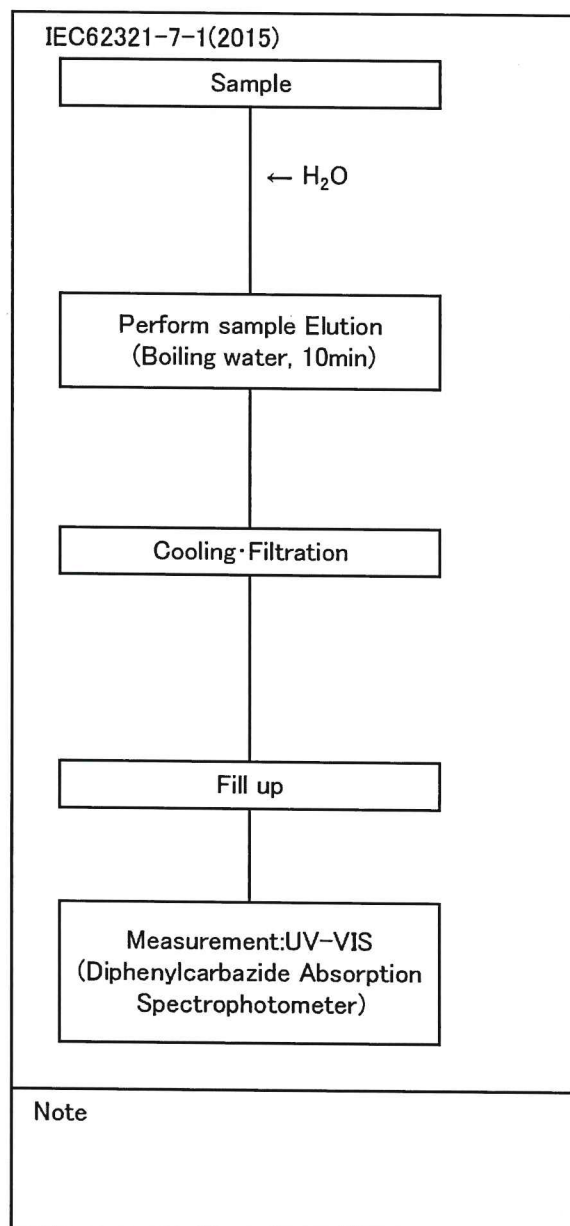 IEC62321-7-1(2015)
Sample
← H₂O
Perform sample Elution
(Boiling water, 10min)
Cooling･Filtration
Fill up
Measurement:UV-VIS
(Diphenylcarbazide Absorption
Spectrophotometer)
Note